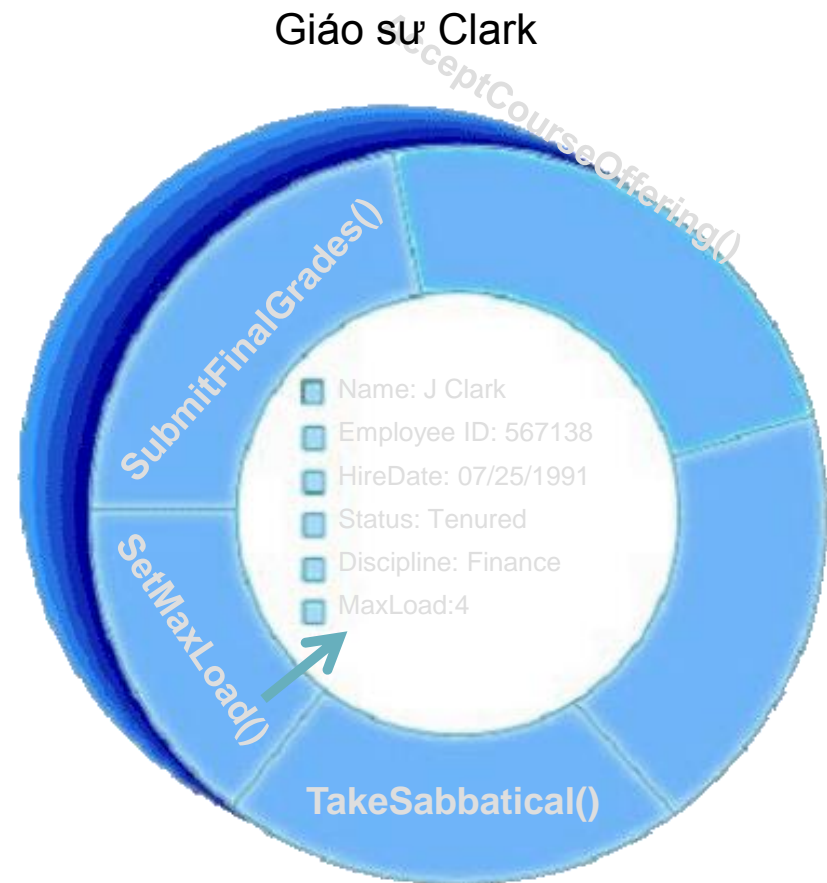 Giáo sư Clark
AcceptCourseOffering()
SubmitFinalGrades()
Name: J Clark
Employee ID: 567138
HireDate: 07/25/1991
Status: Tenured
Discipline: Finance
MaxLoad:4
SetMaxLoad()
TakeSabbatical()